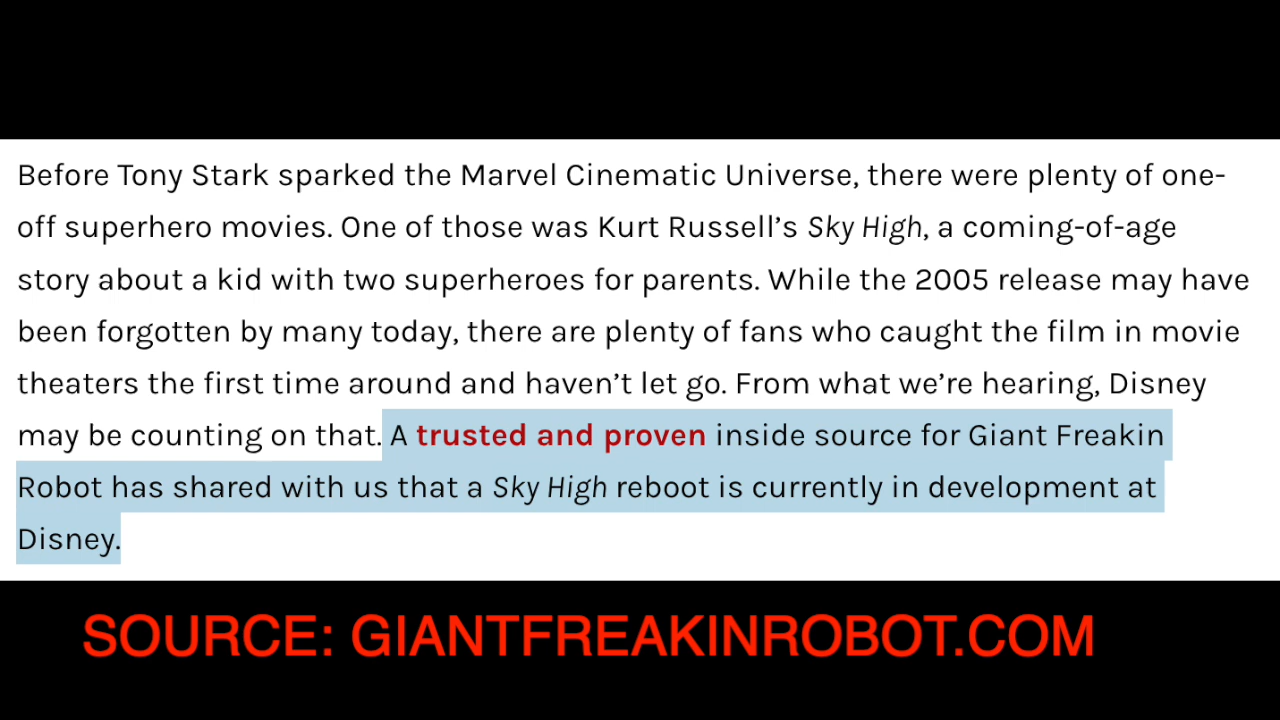 Before Tony Stark sparked the Marvel Cinematic Universe, there were plenty of one-
off superhero movies. One of those was Kurt Russell’s Sky High, a coming-of-age
story about a kid with two superheroes for parents. While the 2005 release may have
been forgotten by many today, there are plenty of fans who caught the film in movie
theaters the first time around and haven’t let go. From what we’re hearing, Disney
may be counting on that. A trusted and proven inside source for Giant Freakin
Robot has shared with us that a Sky High reboot is currently in development at
Disney.
SOURCE: GIANTFREAKINROBOT.COM